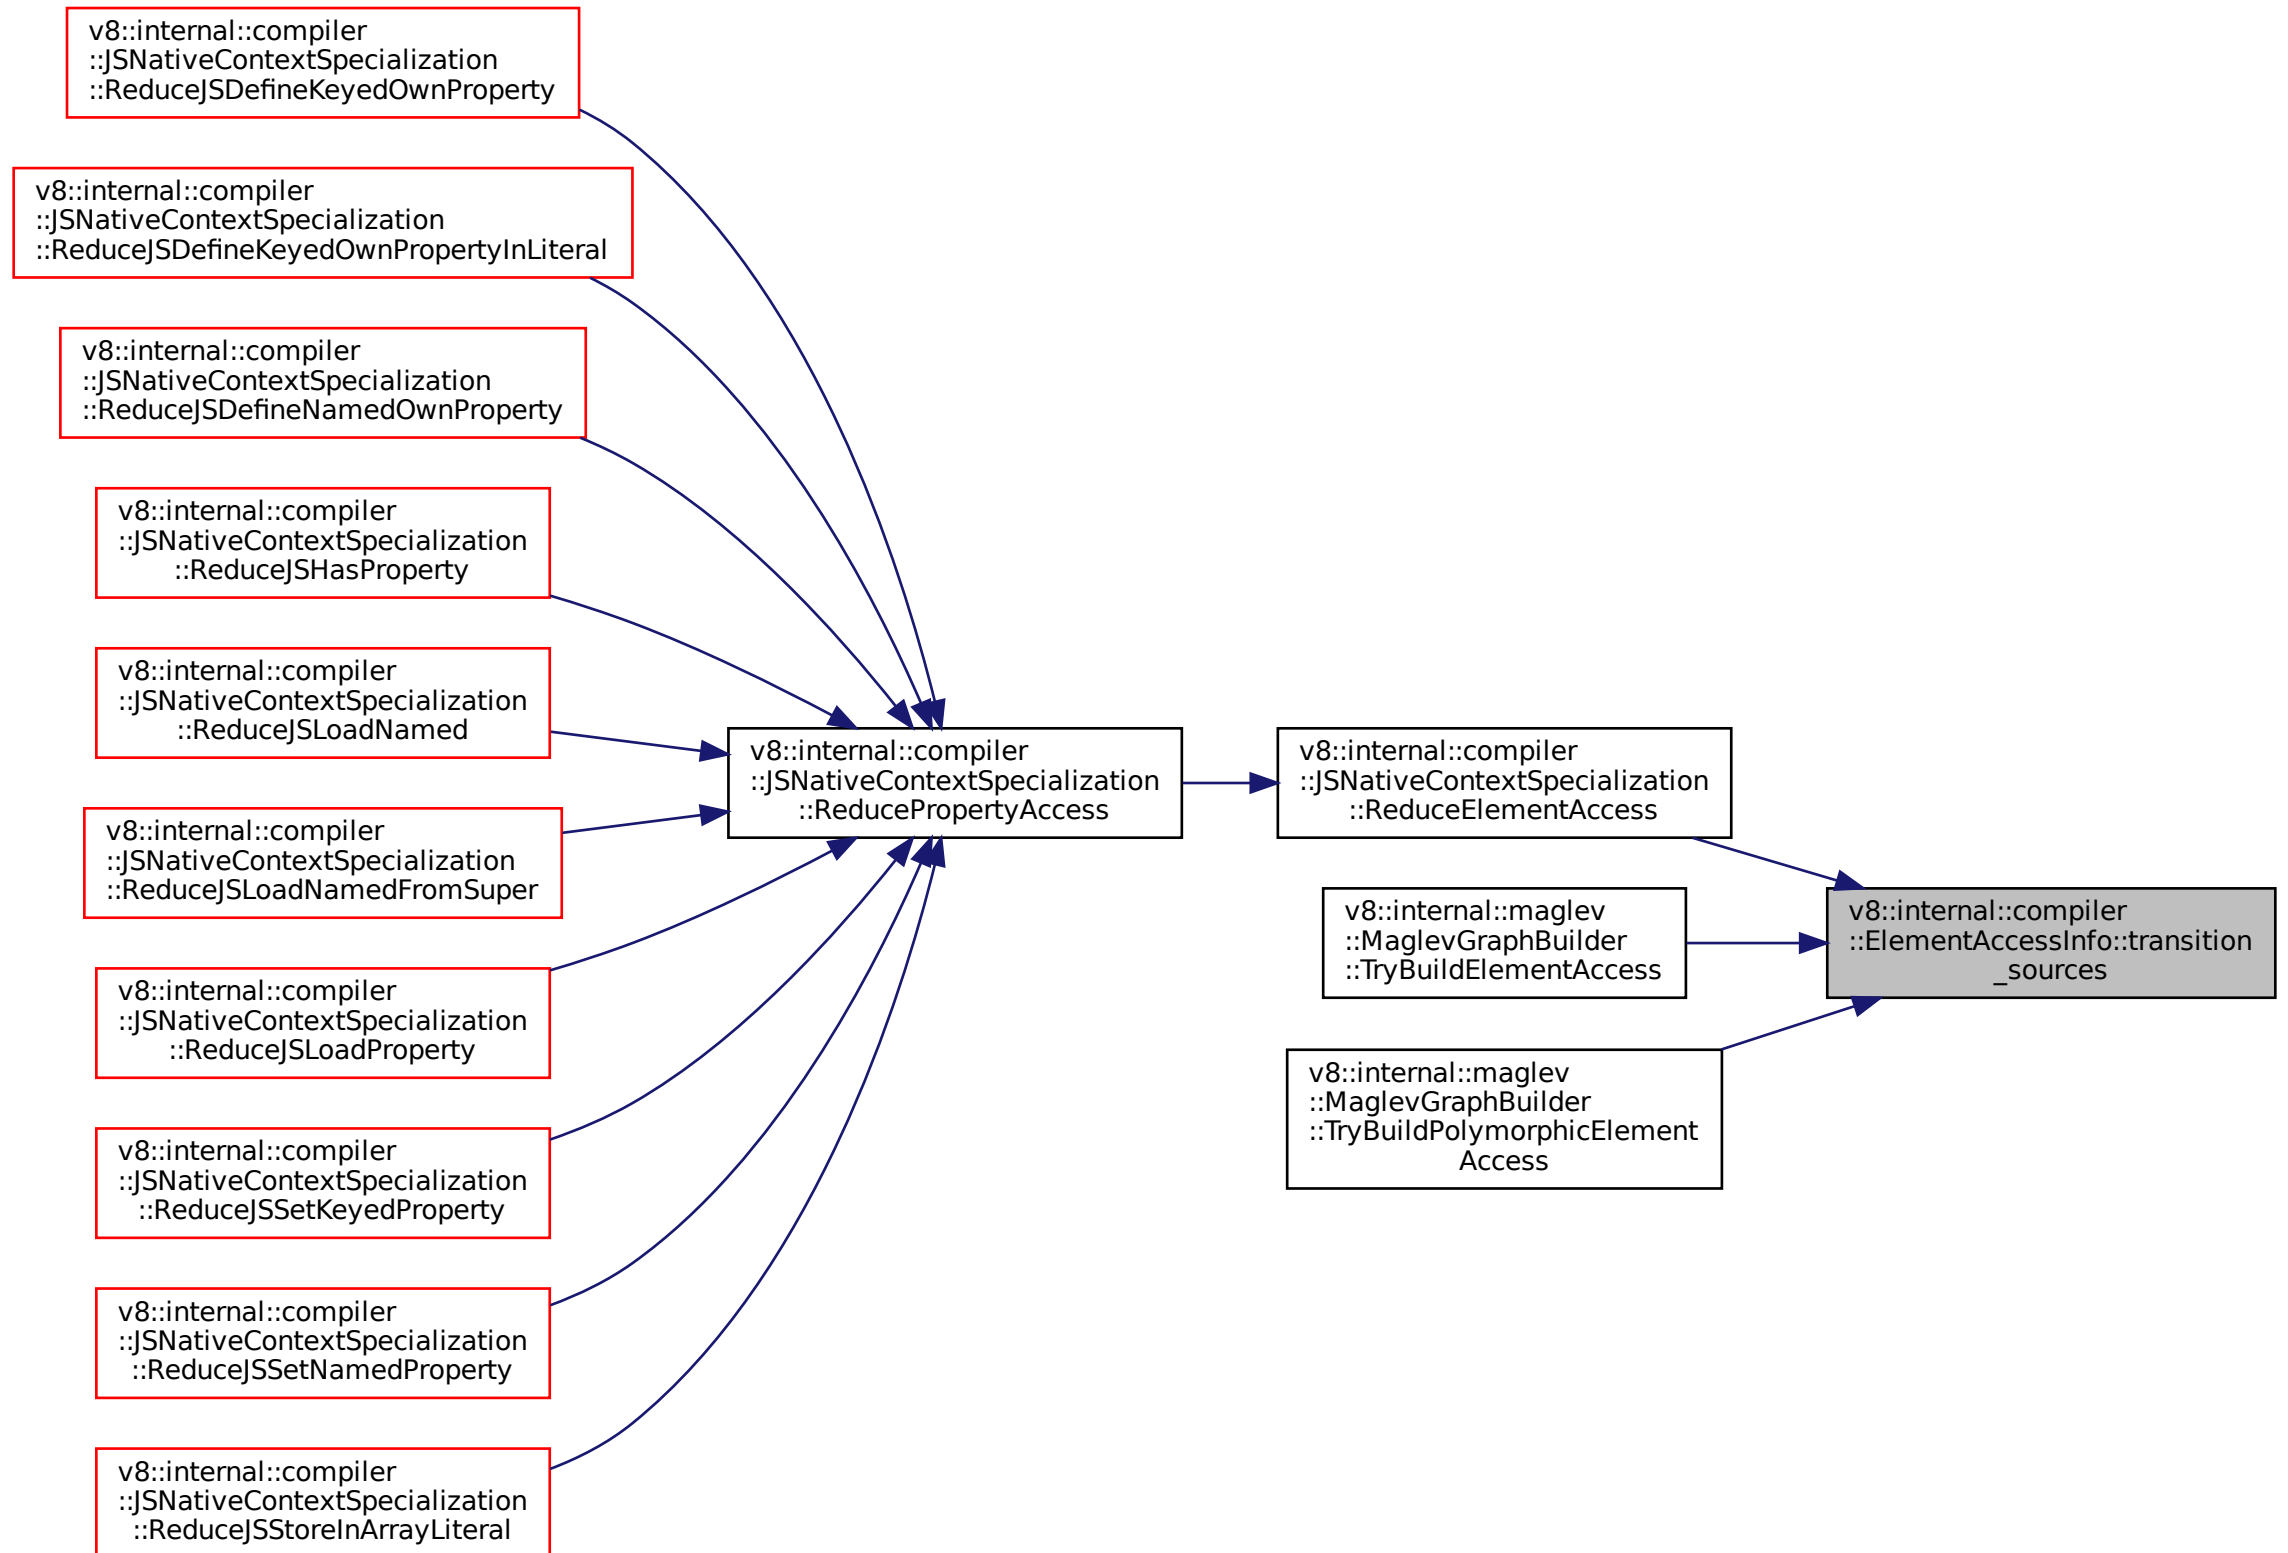 v8::internal::compiler
::JSNativeContextSpecialization
::ReduceJSDefineKeyedOwnProperty
v8::internal::compiler
::JSNativeContextSpecialization
::ReduceJSDefineKeyedOwnPropertyInLiteral
v8::internal::compiler
::JSNativeContextSpecialization
::ReduceJSDefineNamedOwnProperty
v8::internal::compiler
::JSNativeContextSpecialization
::ReduceJSHasProperty
v8::internal::compiler
::JSNativeContextSpecialization
::ReduceJSLoadNamed
v8::internal::compiler
::JSNativeContextSpecialization
::ReduceJSLoadNamedFromSuper
v8::internal::compiler
::JSNativeContextSpecialization
::ReduceJSLoadProperty
v8::internal::compiler
::JSNativeContextSpecialization
::ReduceJSSetKeyedProperty
v8::internal::compiler
::JSNativeContextSpecialization
::ReduceJSSetNamedProperty
v8::internal::compiler
::JSNativeContextSpecialization
::ReduceJSStoreInArrayLiteral
v8::internal::compiler
::JSNativeContextSpecialization
::ReducePropertyAccess
v8::internal::compiler
::JSNativeContextSpecialization
::ReduceElementAccess
v8::internal::maglev
::MaglevGraphBuilder
::TryBuildElementAccess
v8::internal::maglev
::MaglevGraphBuilder
::TryBuildPolymorphicElement
Access
v8::internal::compiler
::ElementAccessInfo::transition
_sources